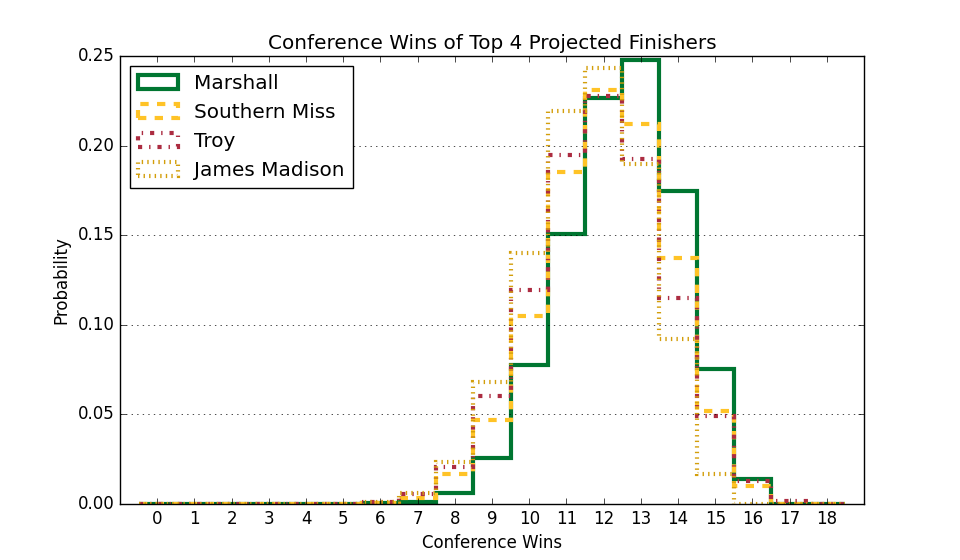 Conference Wins of Top 4 Projected Finishers
0.25
0.20
0.15
0.10
0.05
0.00
Probability
Marshall
Southern Miss
Troy
James Madison
0 1 2 3 4 5 6 7 8 9 10 11 12 13 14 15 16 17 18
Conference Wins